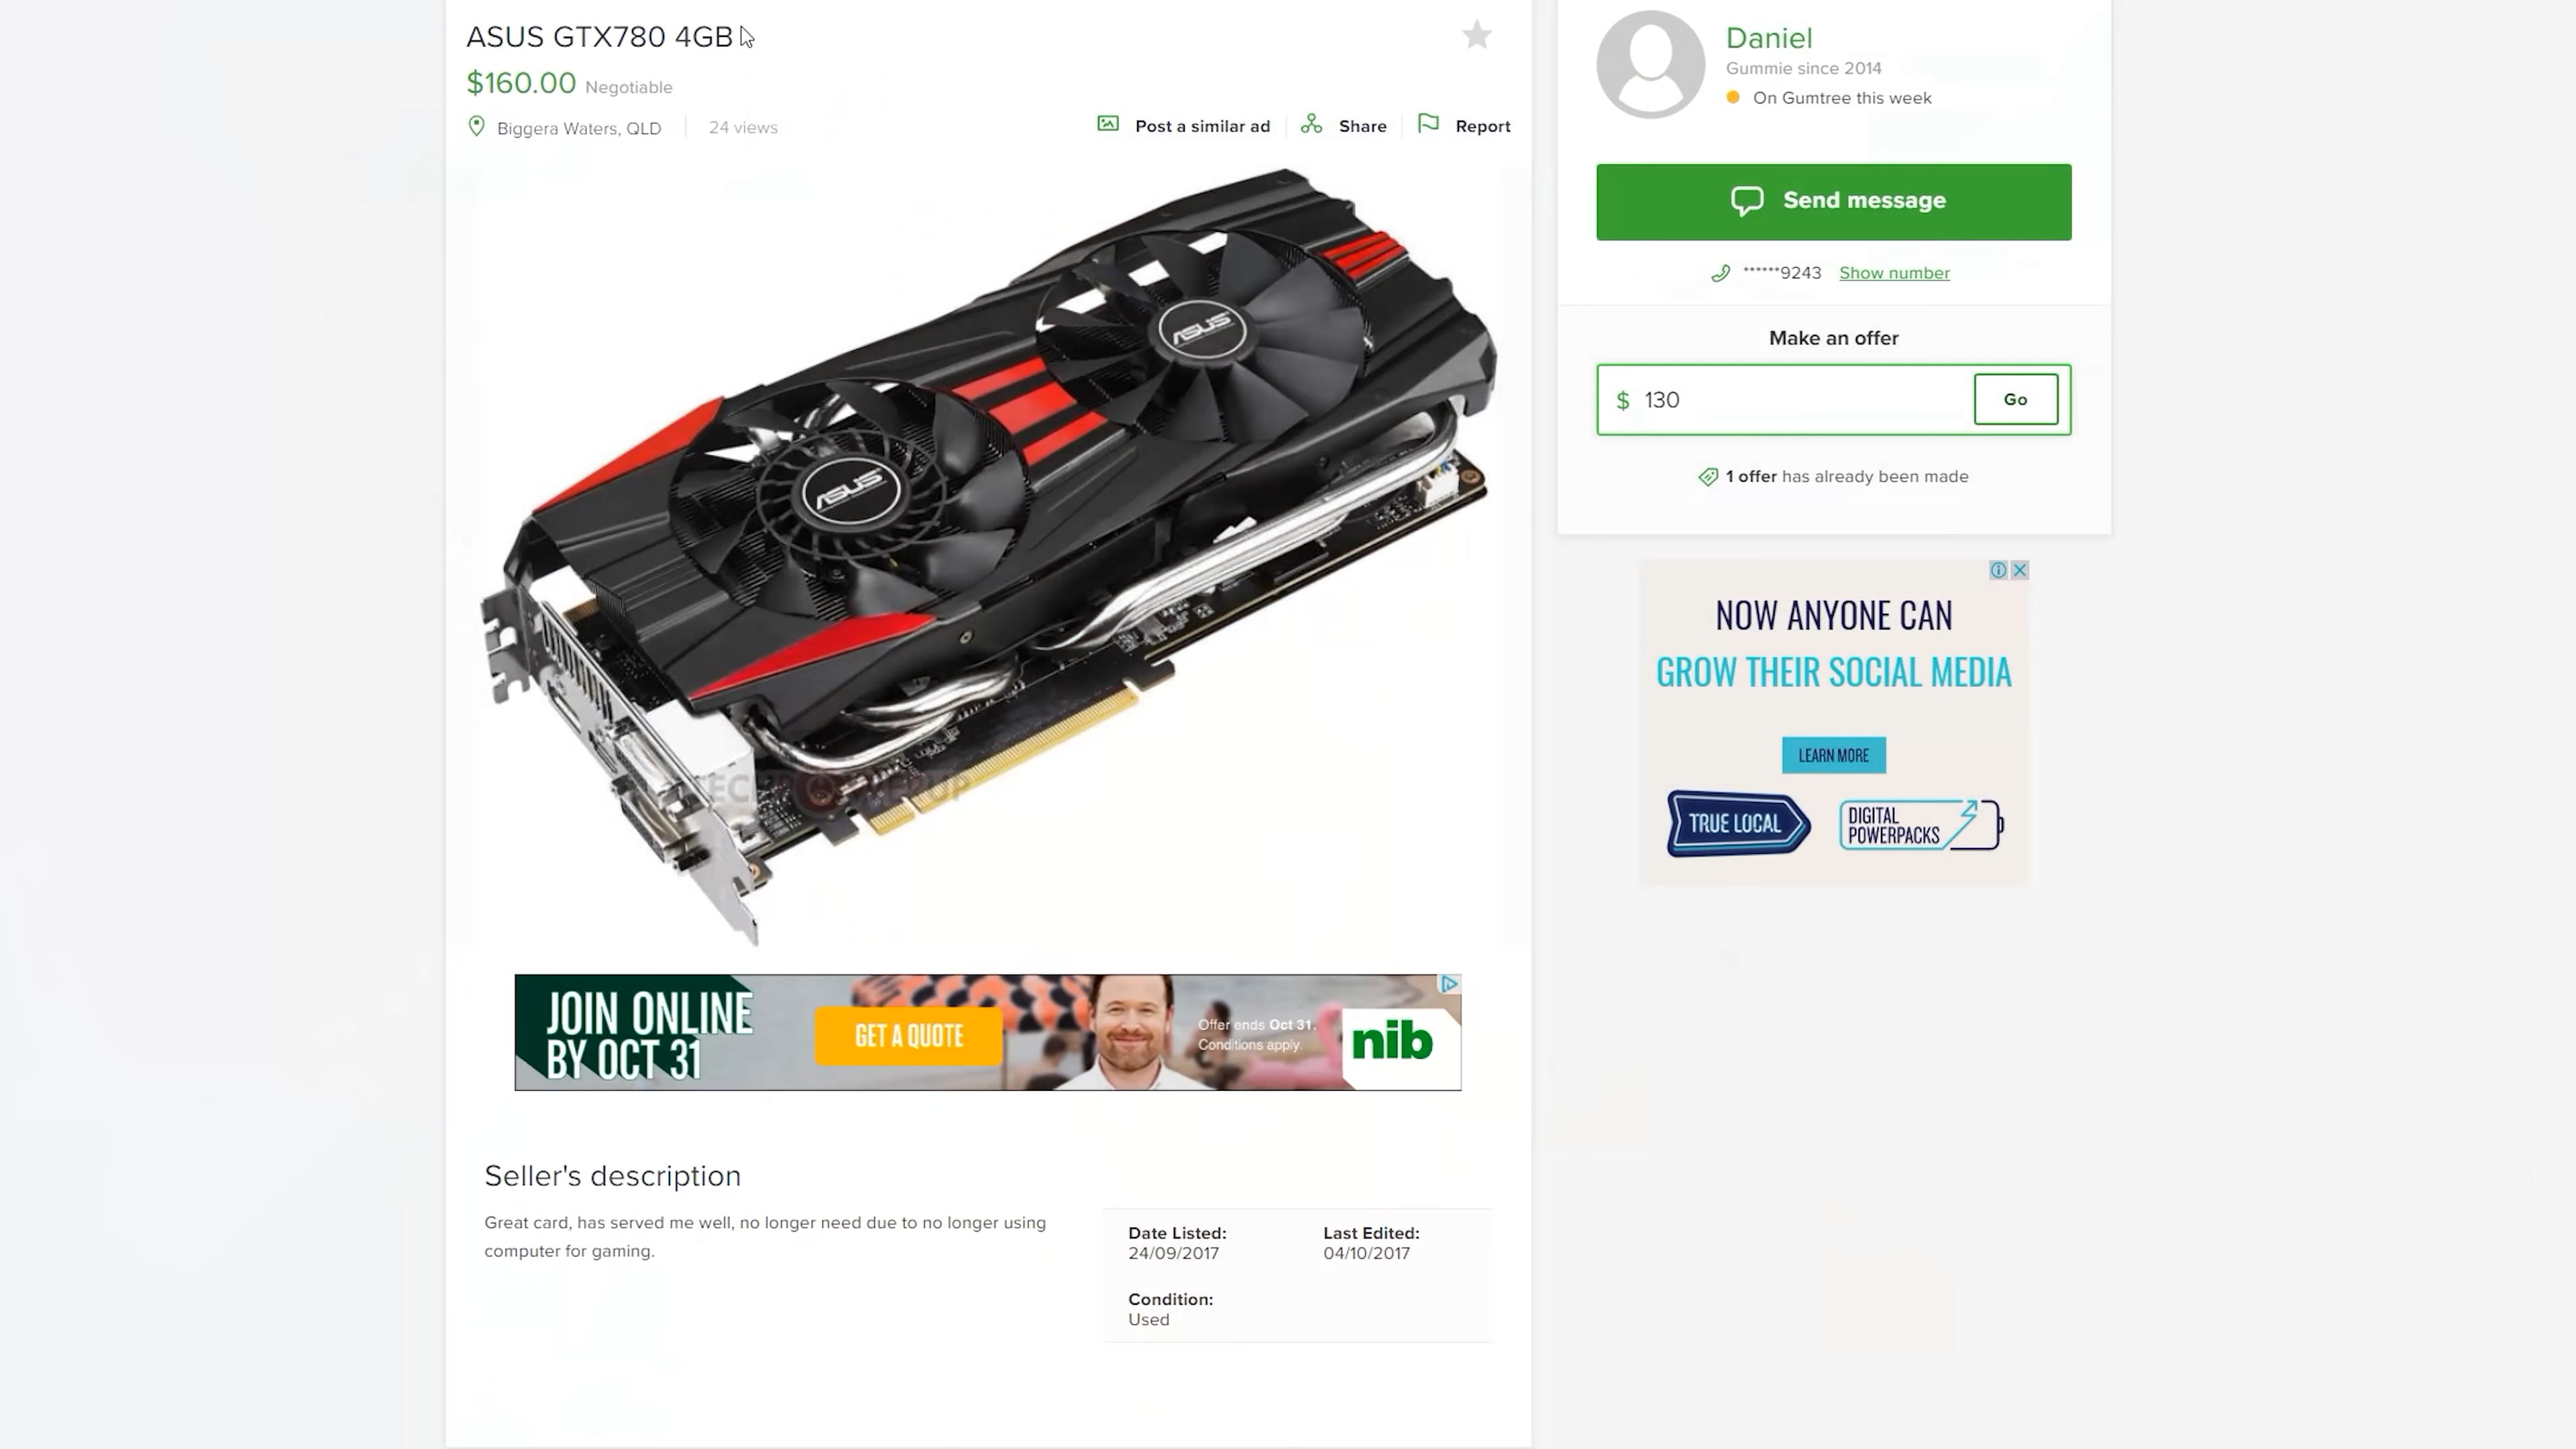 ASUS GTX780 4GB
$160.00 Negotiable
Biggera Waters, QLD
24 views
Post a similar ad
Share
Report
ASUS
ASUS
JOIN ONLINE
BY OCT 31
GET A QUOTE
Offer ends Oct 31.
Conditions apply.
nib
Seller's description
Great card, has served me well, no longer need due to no longer using
computer for gaming.
Date Listed:
24/09/2017
Last Edited:
04/10/2017
Condition:
Used
Daniel
Gummie since 2014
On Gumtree this week
Send message
******9243 Show number
Make an offer
$ 130
Go
1 offer has already been made
NOW ANYONE CAN
GROW THEIR SOCIAL MEDIA
LEARN MORE
TRUE LOCAL
DIGITAL
POWERPACKS